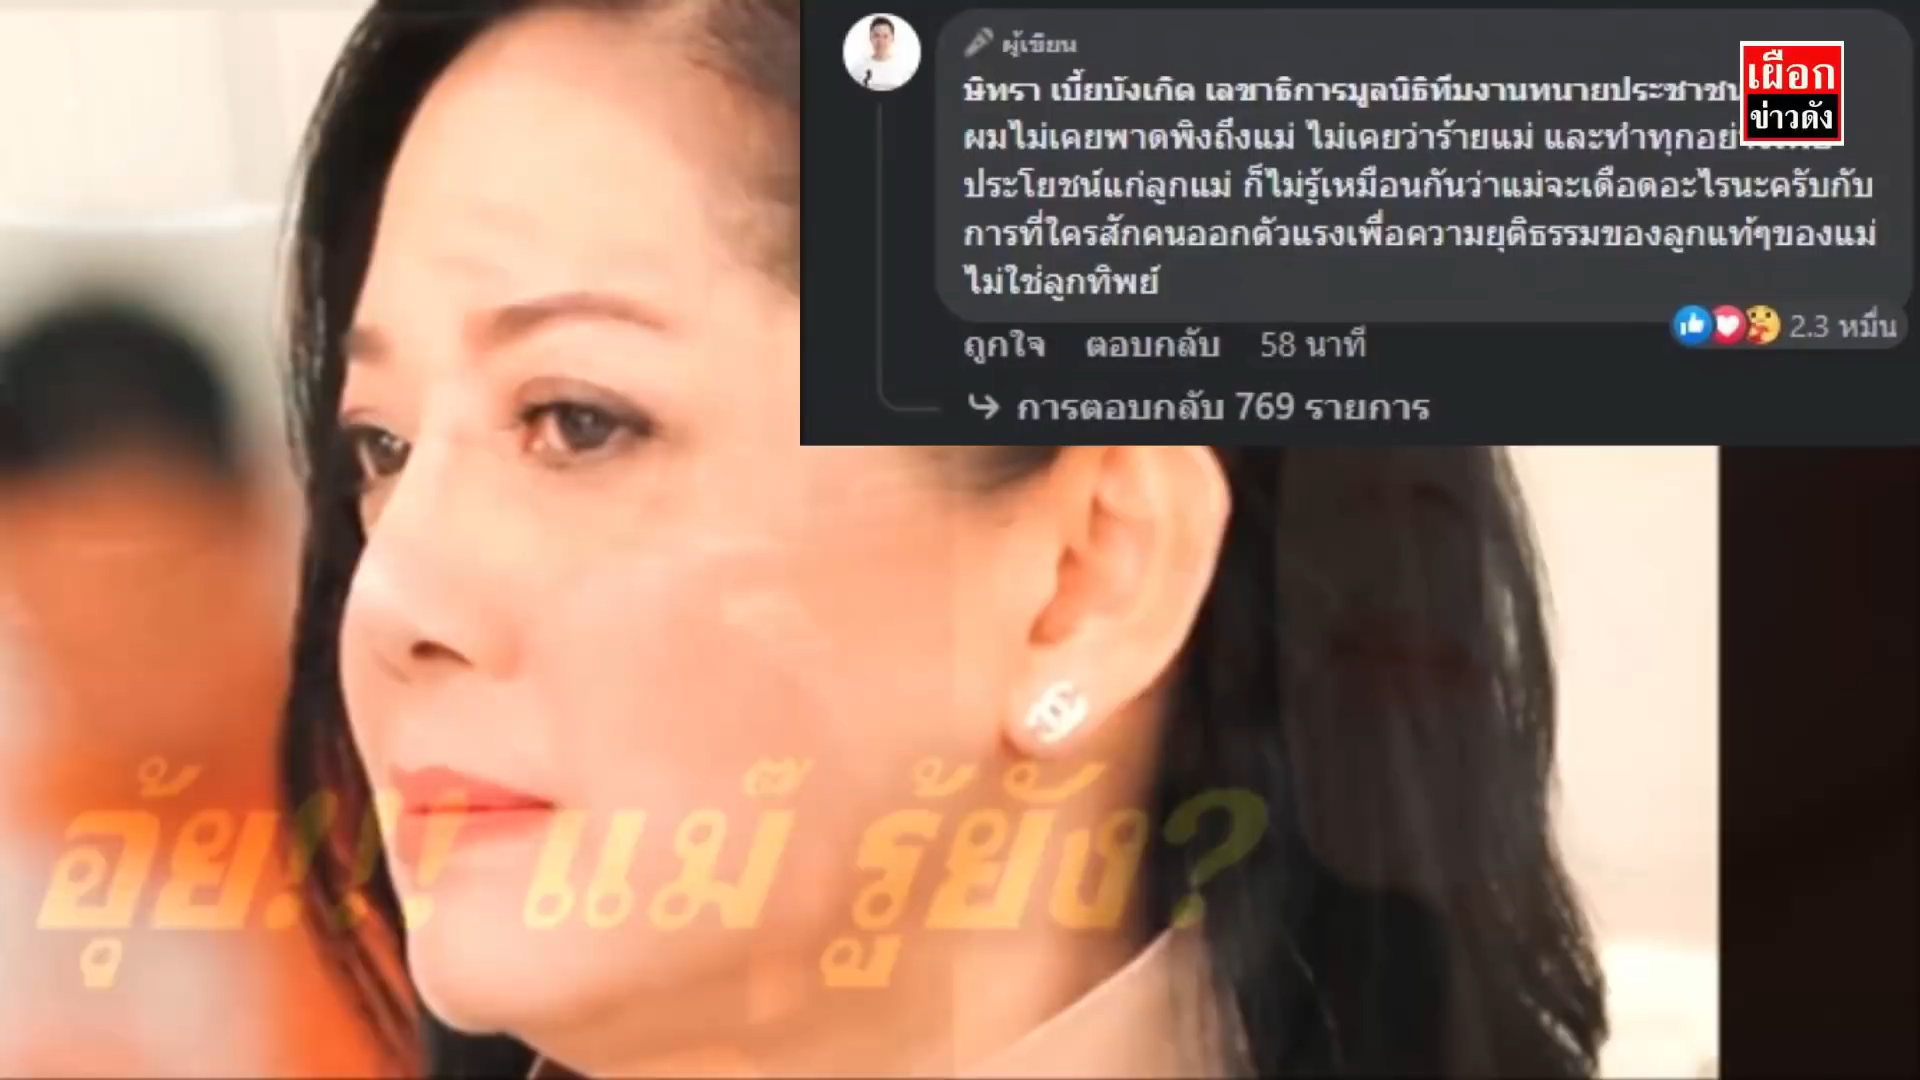 ผู้เขียน
ษิทรา เบี้ยบังเกิด เลขาธิการมูลนิธิทีมงานทนายประชาชน
ผมไม่เคยพาดพิงถึงแม่ ไม่เคยว่าร้ายแม่ และทำทุกอย่าง
ประโยชน์แก่ลูกแม่ ก็ไม่รู้เหมือนกันว่าแม่จะเดือดอะไรนะครับกับ
การที่ใครสักคนออกตัวแรงเพื่อความยุติธรรมของลูกแท้ๆของแม่
ไม่ใช่ลูกทิพย์
2.3 หมื่น
ถูกใจ ตอบกลับ 58 นาที
การตอบกลับ 769 รายการ
เผือก
ข่าวดัง
อุ้ย!!! แม๊ รู้ยัง?